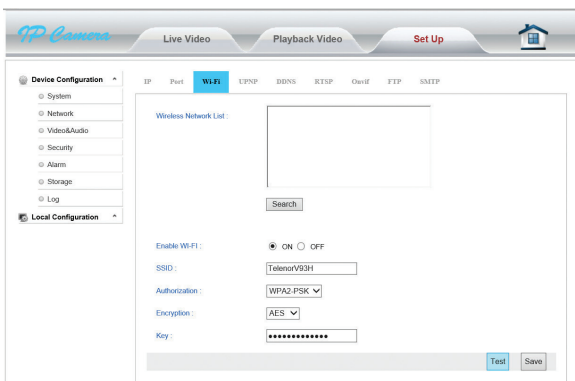 IP Camera
Live Video Playback Video Set Up
Device Configuration ^
System
Network
Video&Audio
Security
Alarm
Storage
Log
Local Configuration ^
IP Port Wi-Fi UPNP DDNS RTSP Onvif FTP SMTP
Wireless Network List :
Search
Enable WI-FI : ON OFF
SSID : TelenorV93H
Authorization : WPA2-PSK
Encryption : AES
Key : •••••••••••••
Test Save